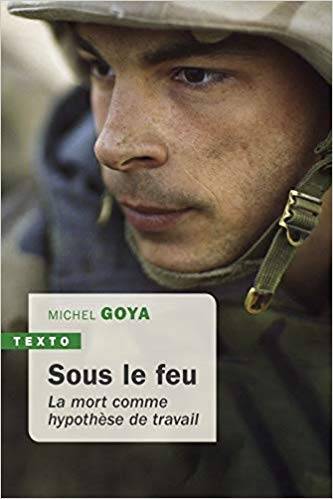 MICHEL GOYA
TEXTO
Sous le feu
La mort comme
hypothèse de travail